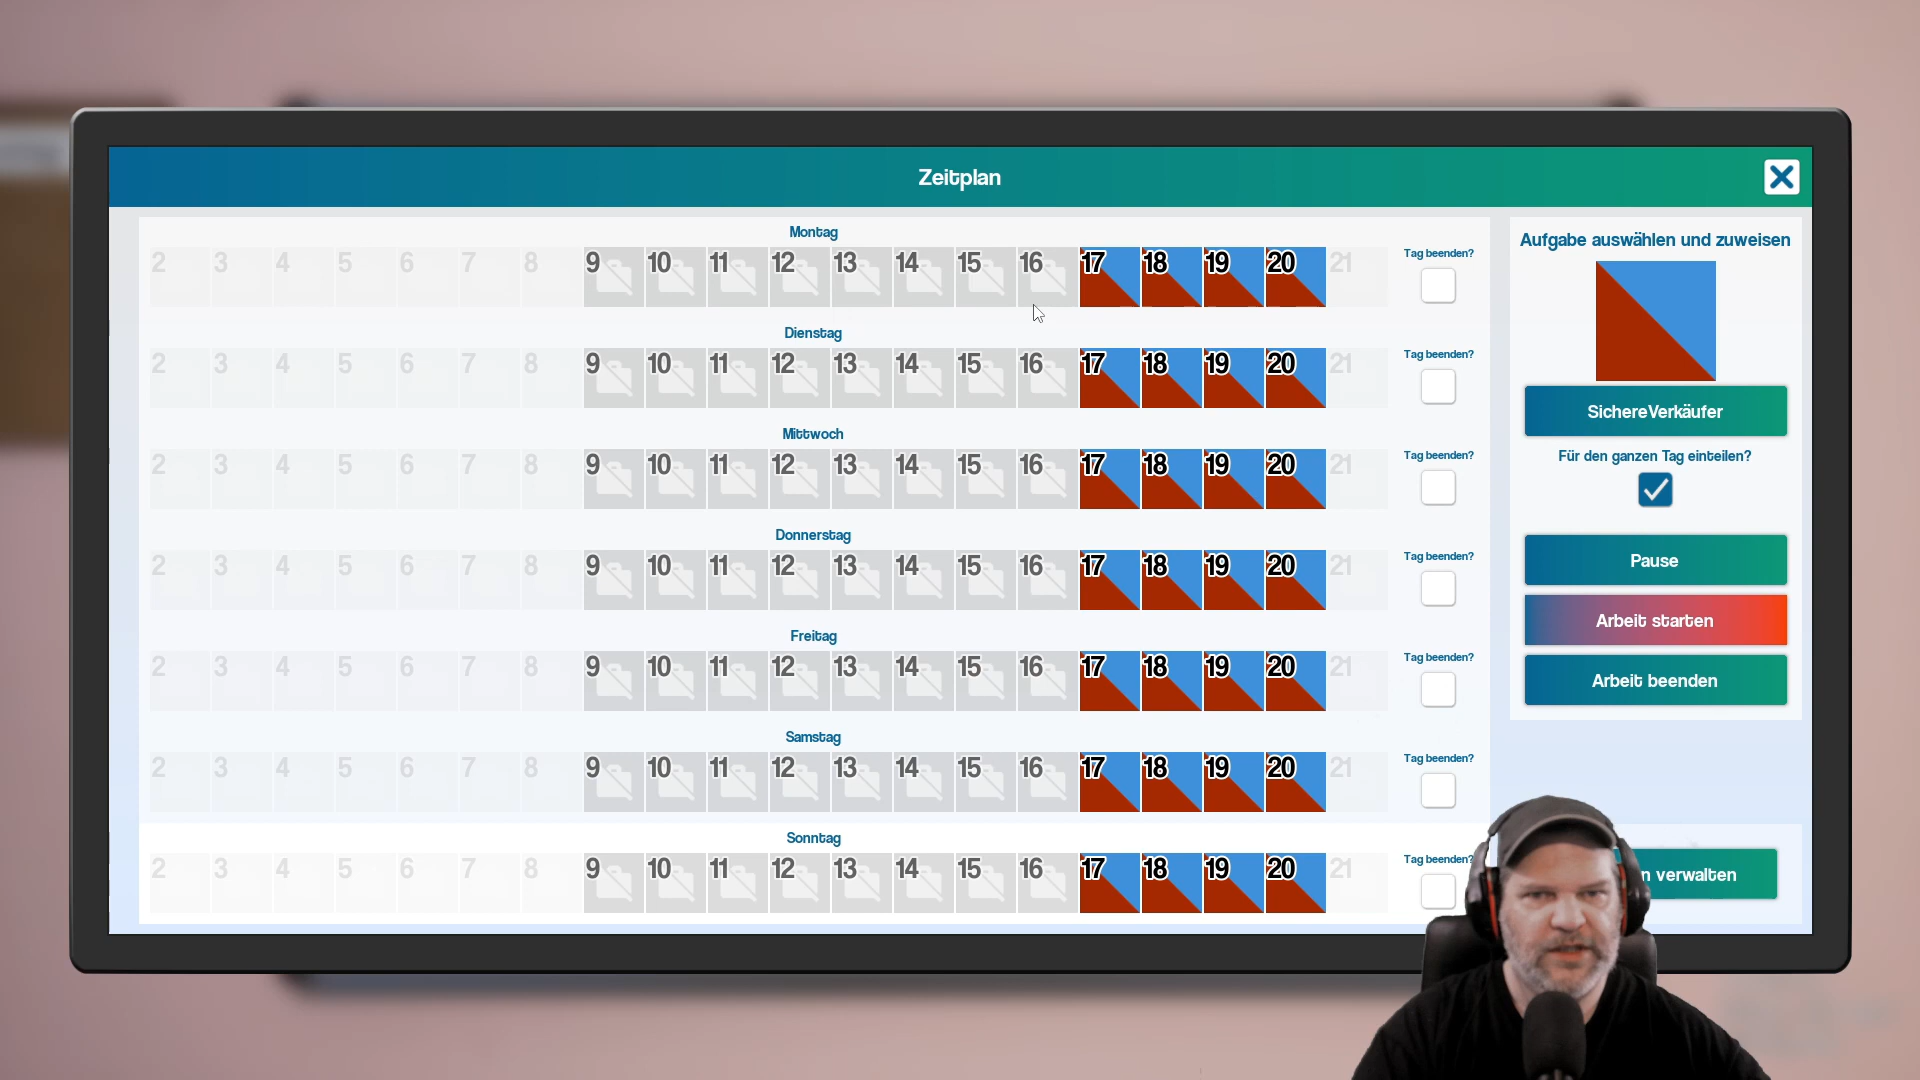 Zeitplan
Montag
2 3 4 5 6 7 8 9 10 11 12 13 14 15 16 17 18 19 20 21
Tag beenden?
Dienstag
2 3 4 5 6 7 8 9 10 11 12 13 14 15 16 17 18 19 20 21
Tag beenden?
Mittwoch
2 3 4 5 6 7 8 9 10 11 12 13 14 15 16 17 18 19 20 21
Tag beenden?
Donnerstag
2 3 4 5 6 7 8 9 10 11 12 13 14 15 16 17 18 19 20 21
Tag beenden?
Freitag
2 3 4 5 6 7 8 9 10 11 12 13 14 15 16 17 18 19 20 21
Tag beenden?
Samstag
2 3 4 5 6 7 8 9 10 11 12 13 14 15 16 17 18 19 20 21
Tag beenden?
Sonntag
2 3 4 5 6 7 8 9 10 11 12 13 14 15 16 17 18 19 20 21
Tag beenden?
Aufgabe auswählen und zuweisen
SichereVerkäufer
Für den ganzen Tag einteilen?
Pause
Arbeit starten
Arbeit beenden
verwalten